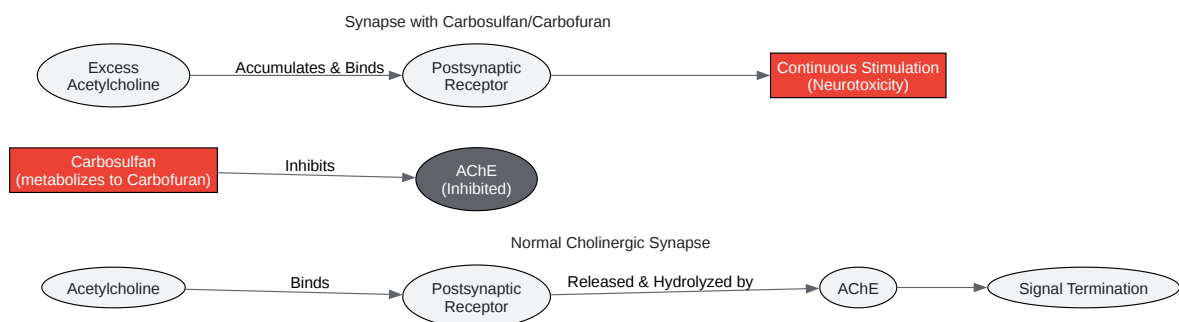 Synapse with Carbosulfan/Carbofuran
Excess
Acetylcholine
Accumulates & Binds
Postsynaptic
Receptor
Continuous Stimulation
(Neurotoxicity)
Carbosulfan
(metabolizes to Carbofuran)
Inhibits
AChE
(Inhibited)
Normal Cholinergic Synapse
Acetylcholine
Binds
Postsynaptic
Receptor
Released & Hydrolyzed by
AChE
Signal Termination